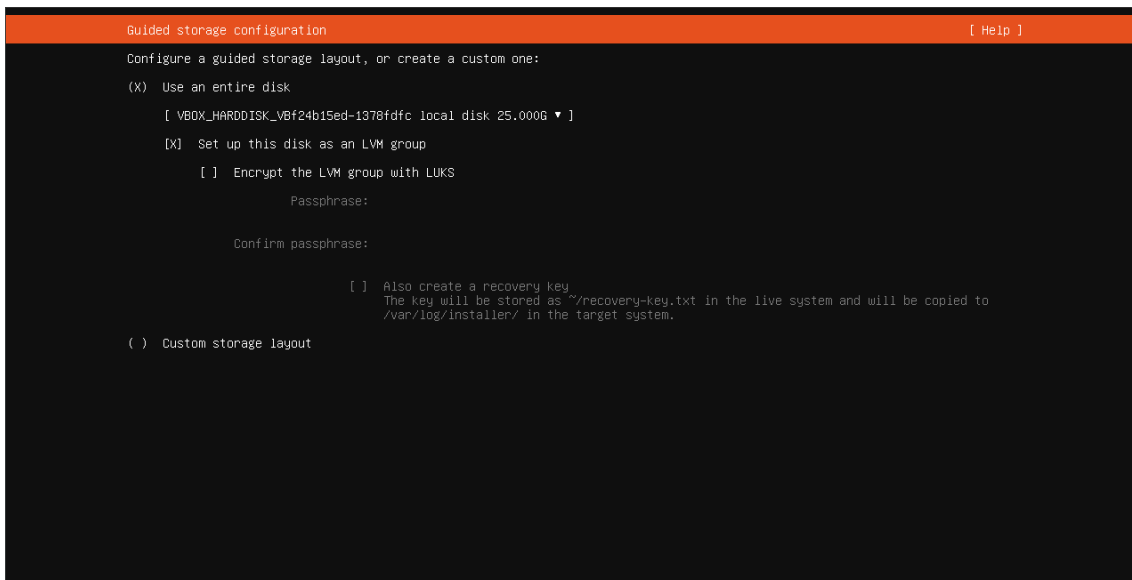 Guided storage configuration [ Help ]
Configure a guided storage layout, or create a custom one:
(X) Use an entire disk
[ VBOX_HARDDISK_VBf24b15ed-1378fdfc local disk 25.000G ▾ ]
[X] Set up this disk as an LVM group
[ ] Encrypt the LVM group with LUKS
Passphrase:
Confirm passphrase:
[ ] Also create a recovery key
The key will be stored as ~/recovery-key.txt in the live system and will be copied to
/var/log/installer/ in the target system.
( ) Custom storage layout